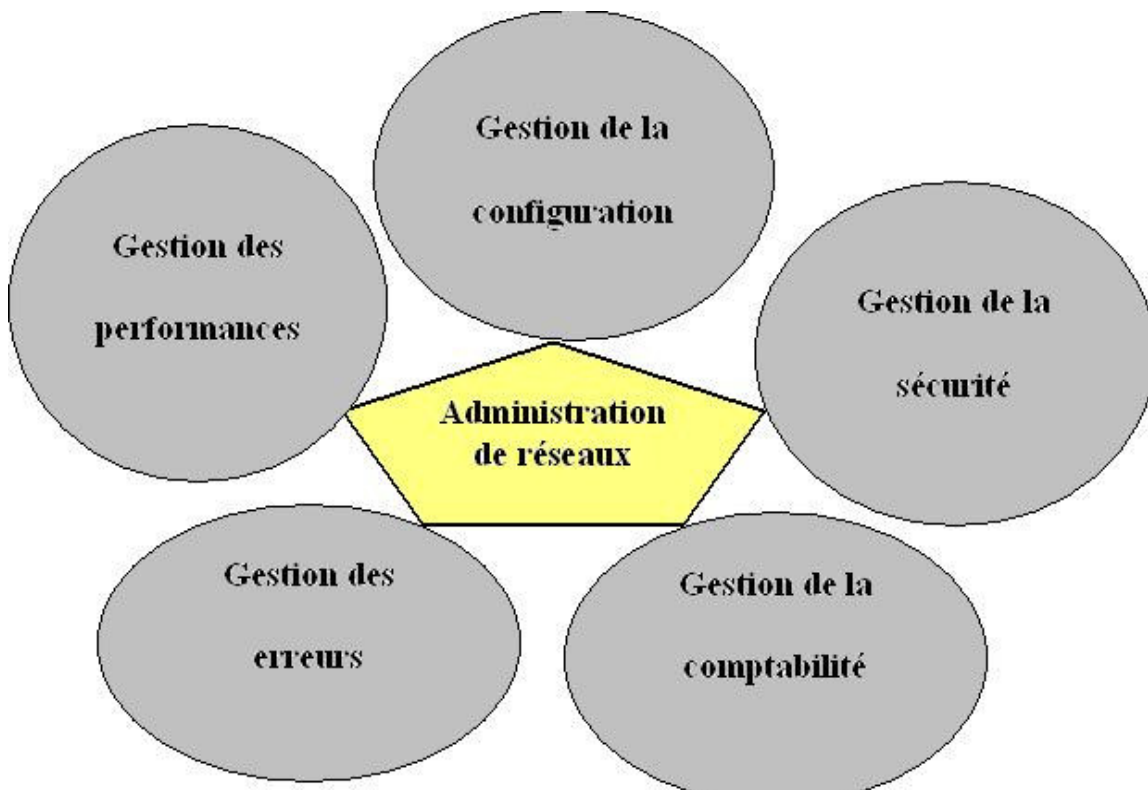 Gestion de la
configuration
Gestion des
performances
Gestion de la
sécurité
Administration
de réseaux
Gestion des
erreurs
Gestion de la
comptabilité